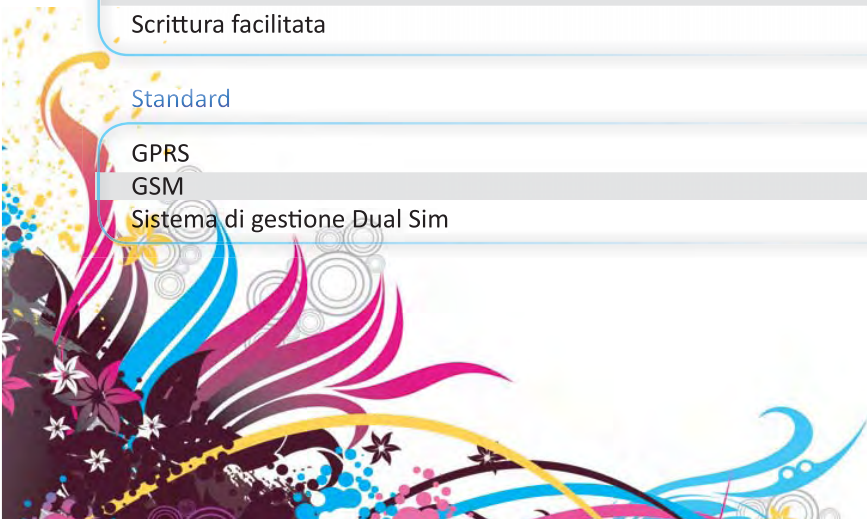 Scrittura facilitata
Standard
GPRS
GSM
Sistema di gestione Dual Sim